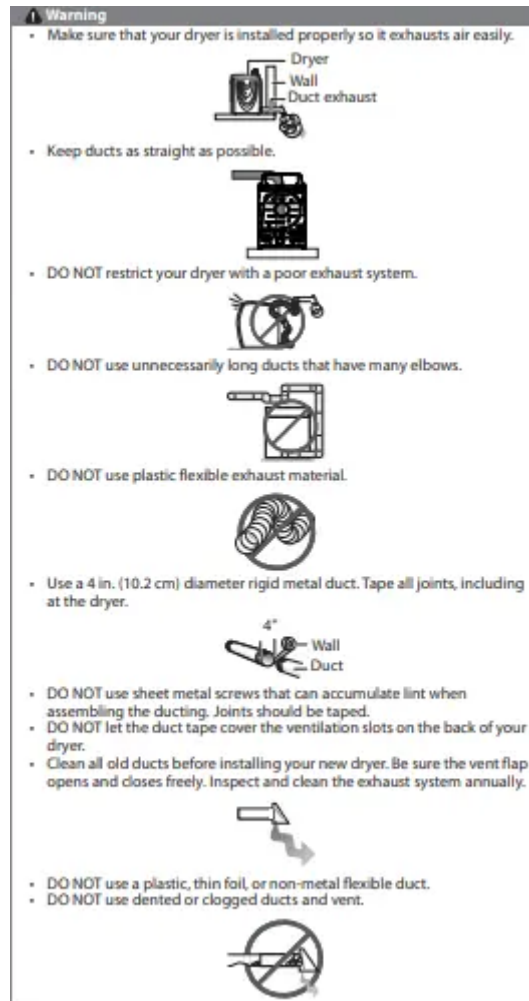 Warning
• Make sure that your dryer is installed properly so it exhausts air easily.
Dryer
Wall
Duct exhaust
• Keep ducts as straight as possible.
• DO NOT restrict your dryer with a poor exhaust system.
• DO NOT use unnecessarily long ducts that have many elbows.
• DO NOT use plastic flexible exhaust material.
• Use a 4 in. (10.2 cm) diameter rigid metal duct. Tape all joints, including
at the dryer.
4"
Wall
Duct
• DO NOT use sheet metal screws that can accumulate lint when
assembling the ducting. Joints should be taped.
• DO NOT let the duct tape cover the ventilation slots on the back of your
dryer.
• Clean all old ducts before installing your new dryer. Be sure the vent flap
opens and closes freely. Inspect and clean the exhaust system annually.
• DO NOT use a plastic, thin foil, or non-metal flexible duct.
• DO NOT use dented or clogged ducts and vent.